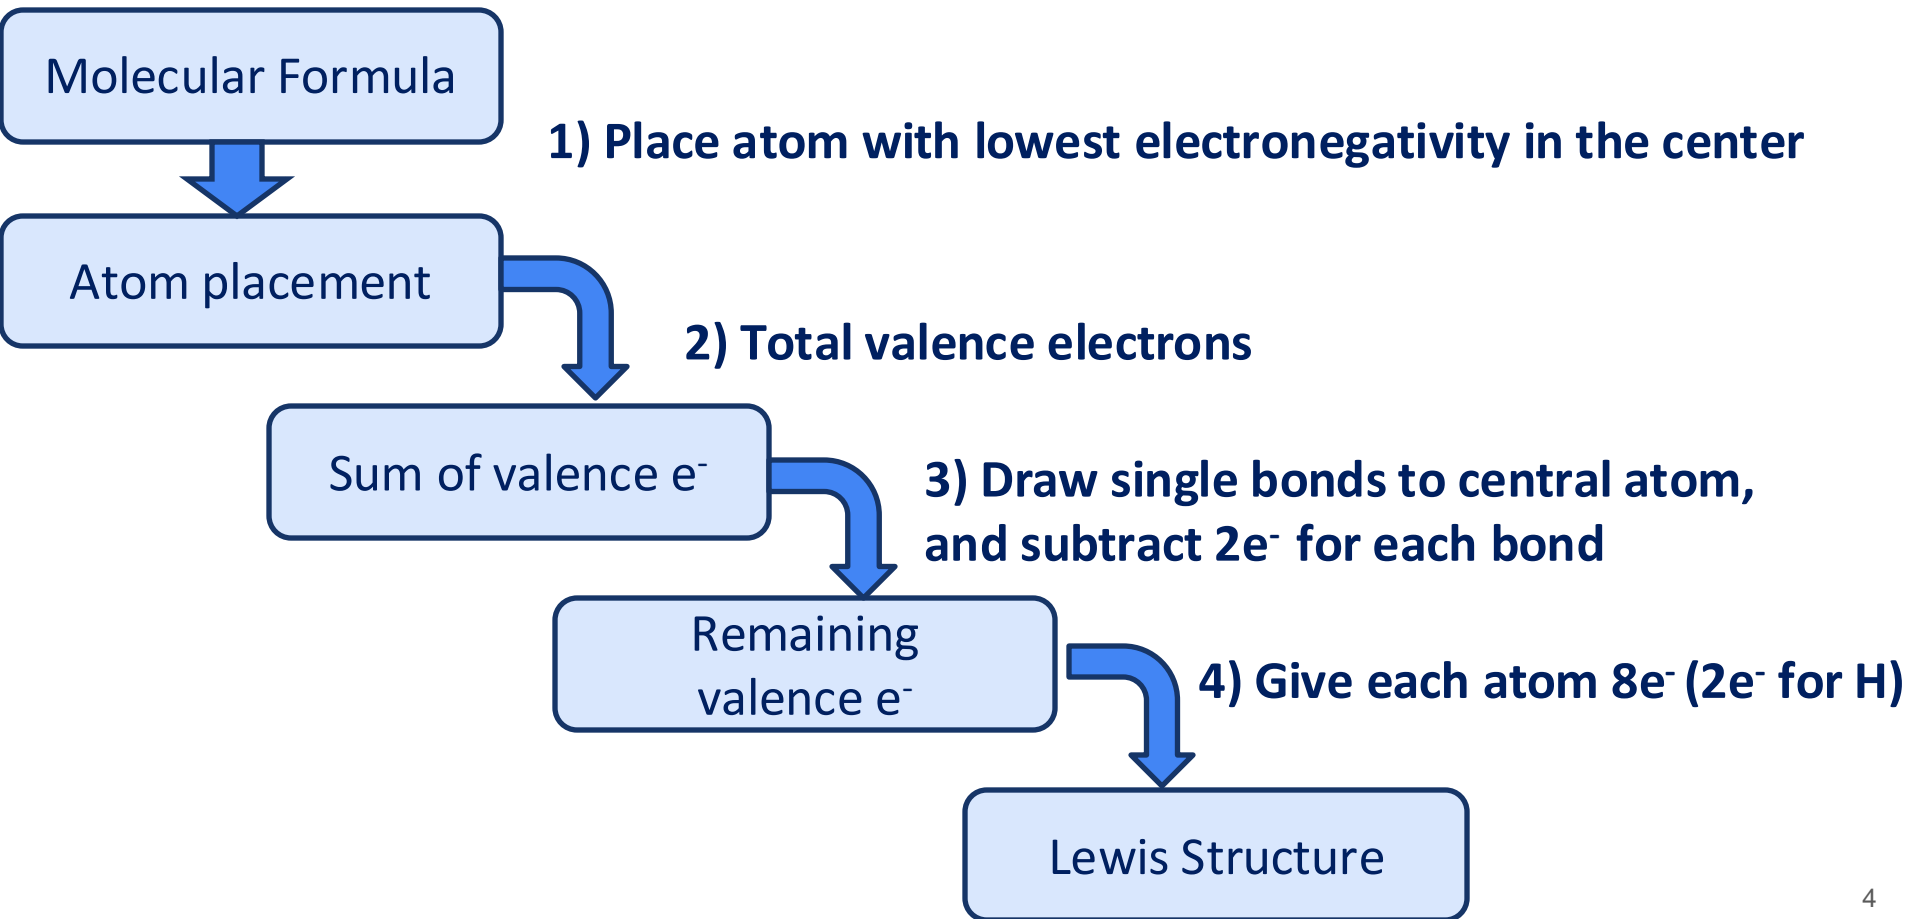 Molecular Formula
1) Place atom with lowest electronegativity in the center
Atom placement
2) Total valence electrons
Sum of valence e⁻
3) Draw single bonds to central atom,
and subtract 2e⁻ for each bond
Remaining
valence e⁻
4) Give each atom 8e⁻ (2e⁻ for H)
Lewis Structure
4